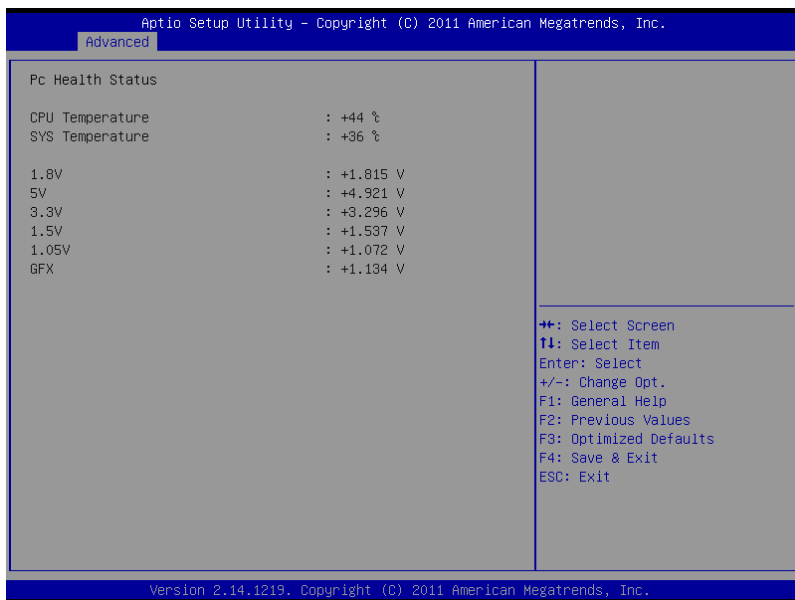 Aptio Setup Utility – Copyright (C) 2011 American Megatrends, Inc.
Advanced
Pc Health Status
CPU Temperature : +44 ℃
SYS Temperature : +36 ℃
1.8V : +1.815 V
5V : +4.921 V
3.3V : +3.296 V
1.5V : +1.537 V
1.05V : +1.072 V
GFX : +1.134 V
→←: Select Screen
↑↓: Select Item
Enter: Select
+/-: Change Opt.
F1: General Help
F2: Previous Values
F3: Optimized Defaults
F4: Save & Exit
ESC: Exit
Version 2.14.1219. Copyright (C) 2011 American Megatrends, Inc.